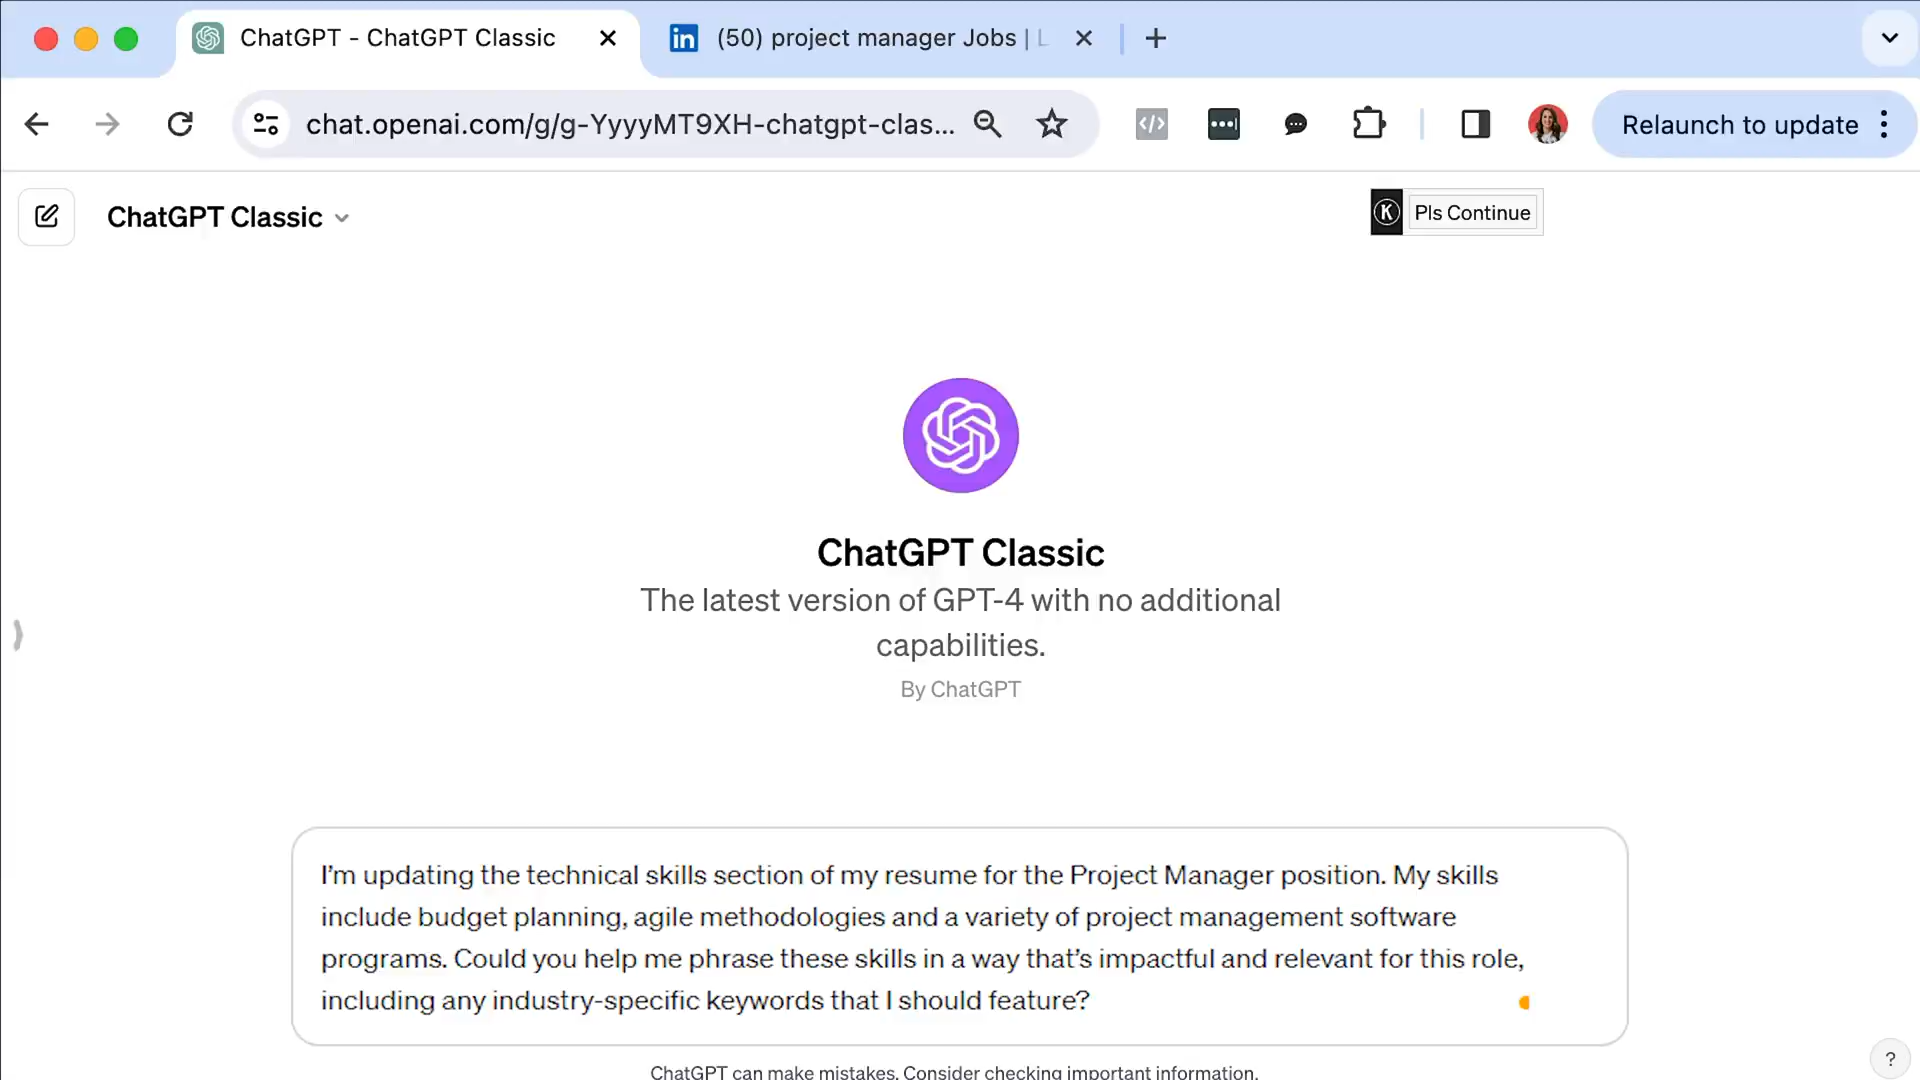 ChatGPT - ChatGPT Classic
(50) project manager Jobs | L
chat.openai.com/g/g-YyyyMT9XH-chatgpt-clas...
Relaunch to update
ChatGPT Classic
K Pls Continue
ChatGPT Classic
The latest version of GPT-4 with no additional
capabilities.
By ChatGPT
I'm updating the technical skills section of my resume for the Project Manager position. My skills
include budget planning, agile methodologies and a variety of project management software
programs. Could you help me phrase these skills in a way that's impactful and relevant for this role,
including any industry-specific keywords that I should feature?
ChatGPT can make mistakes. Consider checking important information.
?